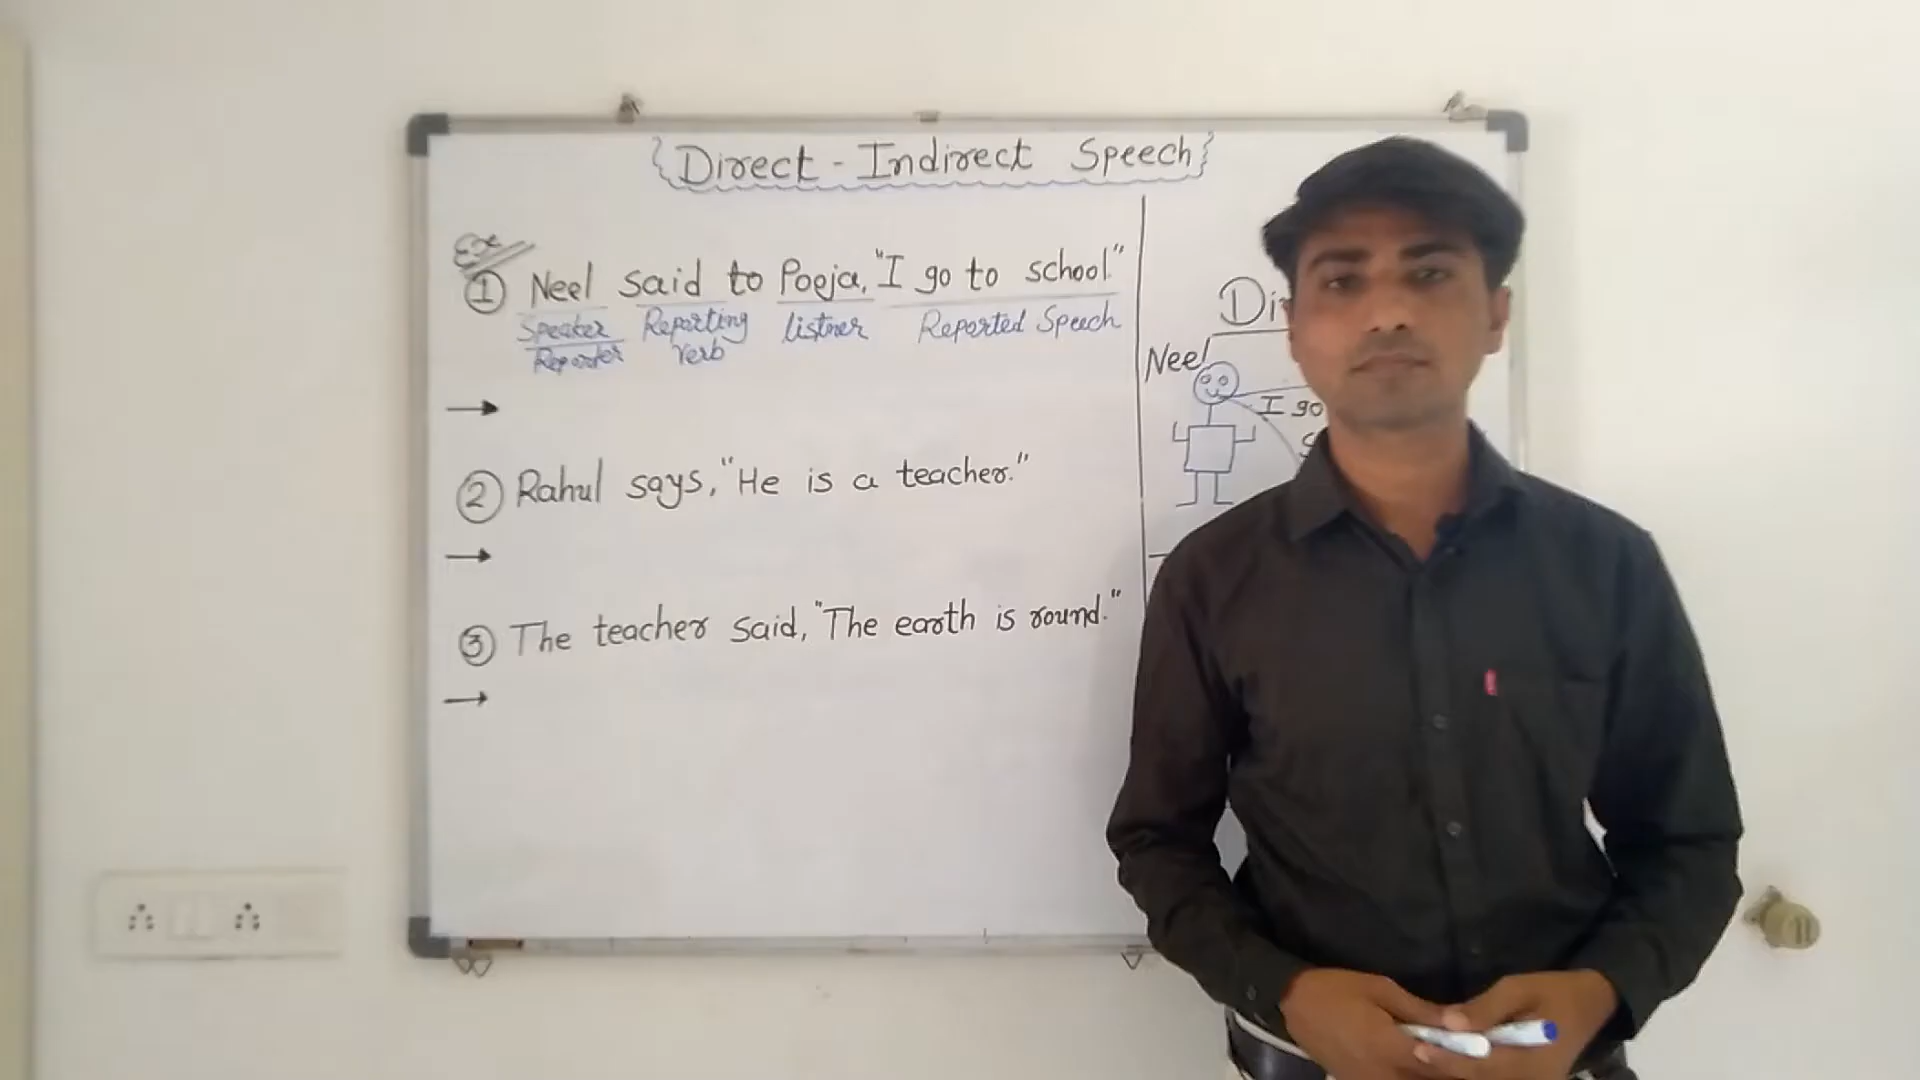 Direct - Indirect Speech
Ex
① Neel said to Pooja, "I go to school."
Speaker Reporting listner Reported Speech
Reporter Verb
→
② Rahul says, "He is a teacher."
→
③ The teacher said, "The earth is round."
→
Neel
I go